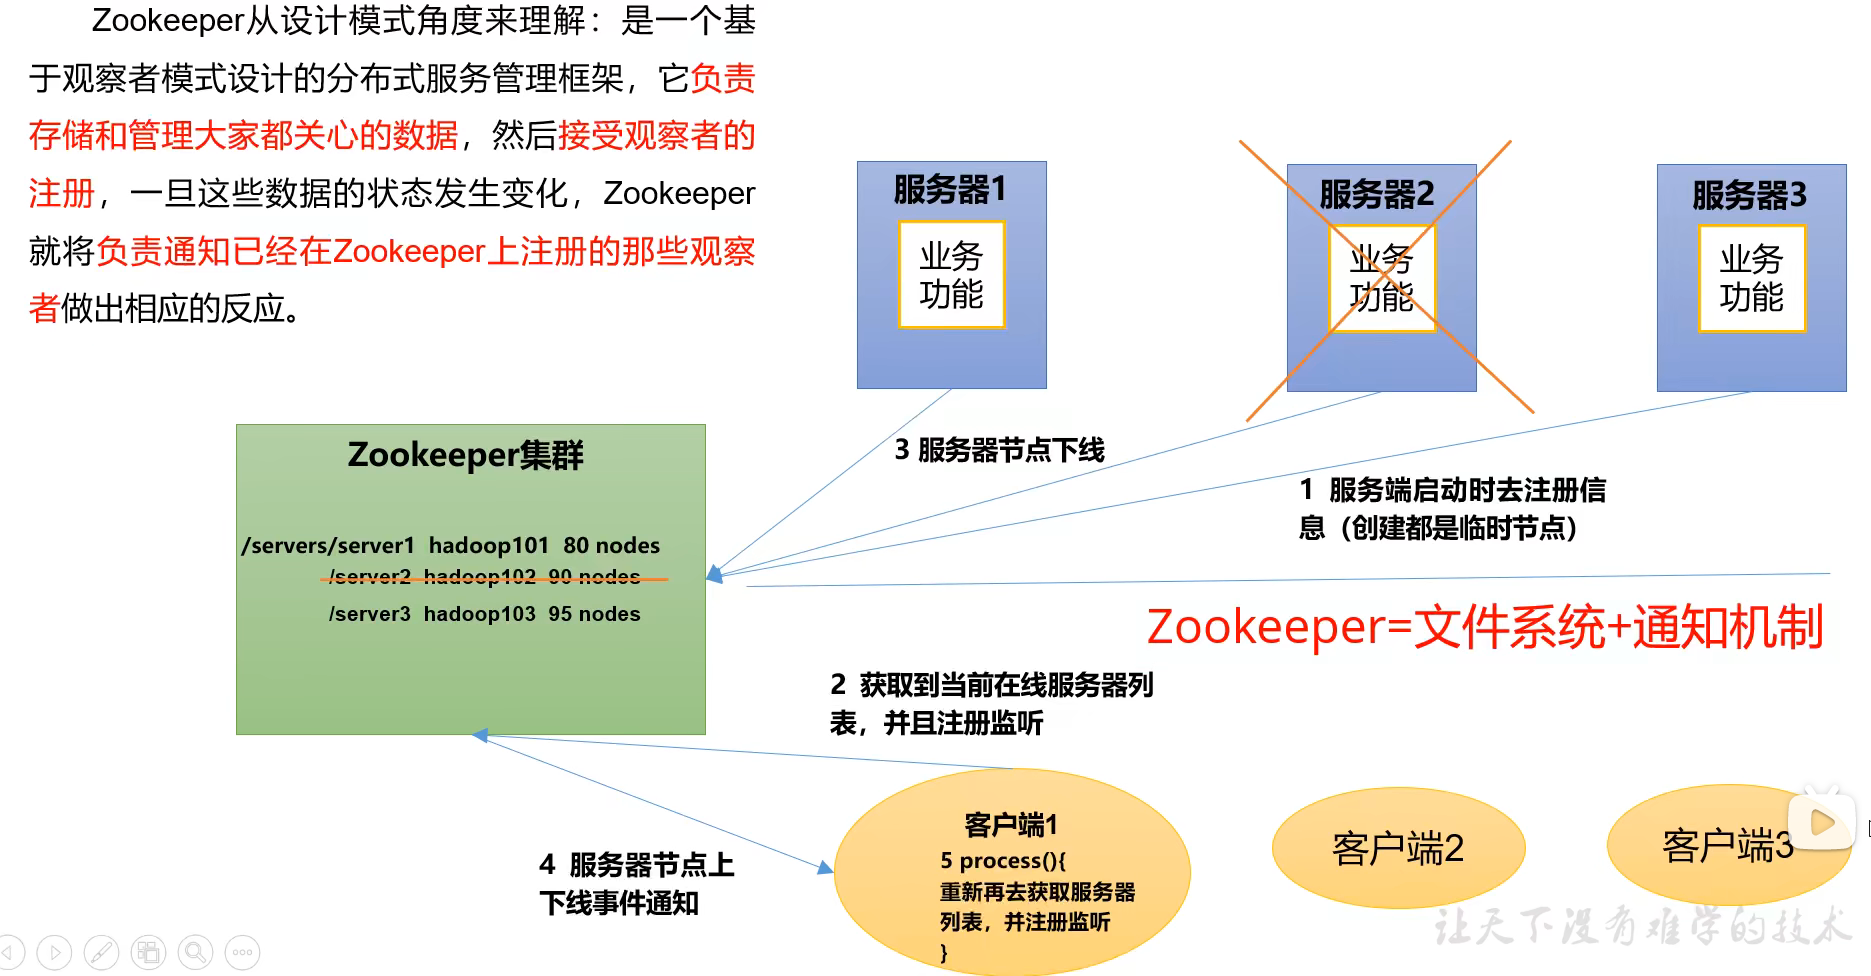 Zookeeper从设计模式角度来理解：是一个基
于观察者模式设计的分布式服务管理框架，它负责
存储和管理大家都关心的数据，然后接受观察者的
注册，一旦这些数据的状态发生变化，Zookeeper
就将负责通知已经在Zookeeper上注册的那些观察
者做出相应的反应。
服务器1
业务
功能
服务器2
业务
功能
服务器3
业务
功能
Zookeeper集群
/servers/server1 hadoop101 80 nodes
/server2 hadoop102 90 nodes
/server3 hadoop103 95 nodes
3 服务器节点下线
1 服务端启动时去注册信
息（创建都是临时节点）
Zookeeper=文件系统+通知机制
2 获取到当前在线服务器列
表，并且注册监听
4 服务器节点上
下线事件通知
客户端1
5 process(){
重新再去获取服务器
列表，并注册监听
}
客户端2
客户端3
让天下没有难学的技术